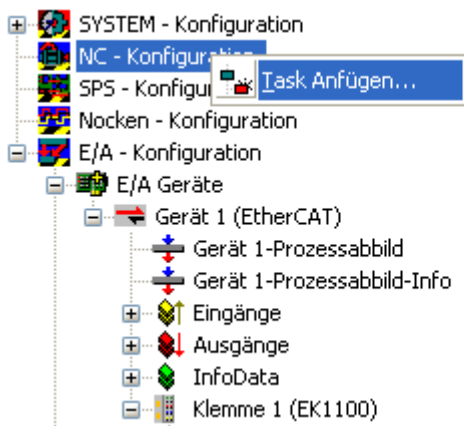 SYSTEM - Konfiguration
NC - Konfiguration
Task Anfügen...
SPS - Konfigur
Nocken - Konfiguration
E/A - Konfiguration
E/A Geräte
Gerät 1 (EtherCAT)
Gerät 1-Prozessabbild
Gerät 1-Prozessabbild-Info
Eingänge
Ausgänge
InfoData
Klemme 1 (EK1100)